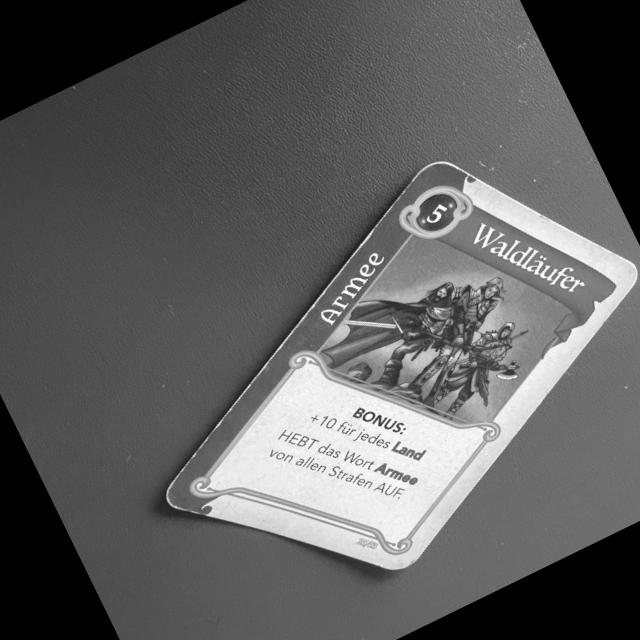 5
Waldläufer
Armee
BONUS:
+10 für jedes Land
HEBT das Wort Armee
von allen Strafen AUF.